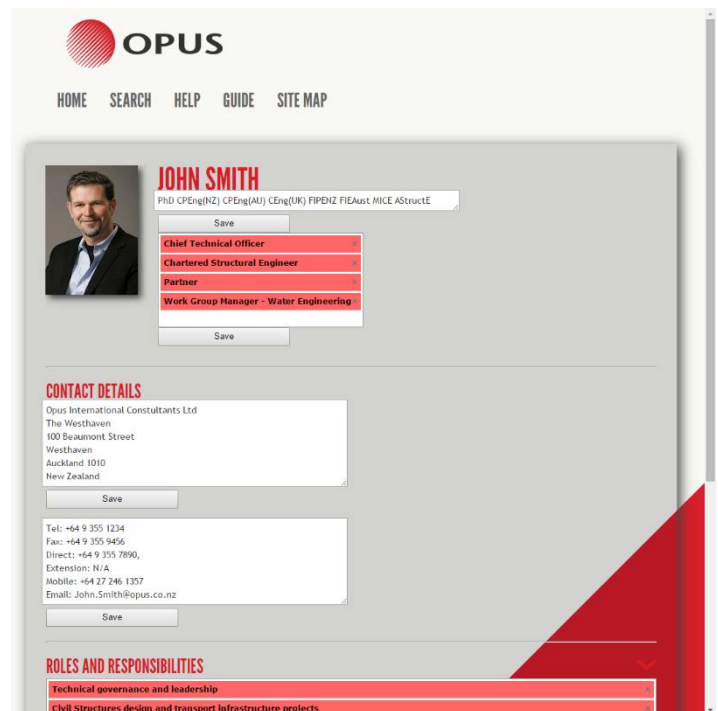 OPUS
HOME SEARCH HELP GUIDE SITE MAP
JOHN SMITH
PhD CPEng(NZ) CPEng(AU) CEng(UK) FIPENZ FIEAust MICE AStructE
Save
Chief Technical Officer ×
Chartered Structural Engineer ×
Partner ×
Work Group Manager - Water Engineering ×
Save
CONTACT DETAILS
Opus International Constultants Ltd
The Westhaven
100 Beaumont Street
Westhaven
Auckland 1010
New Zealand
Save
Tel: +64 9 355 1234
Fax: +64 9 355 9456
Direct: +64 9 355 7890,
Extension: N/A
Mobile: +64 27 246 1357
Email: John.Smith@opus.co.nz
Save
ROLES AND RESPONSIBILITIES
Technical governance and leadership ×
Civil Structures design and transport infrastructure projects ×